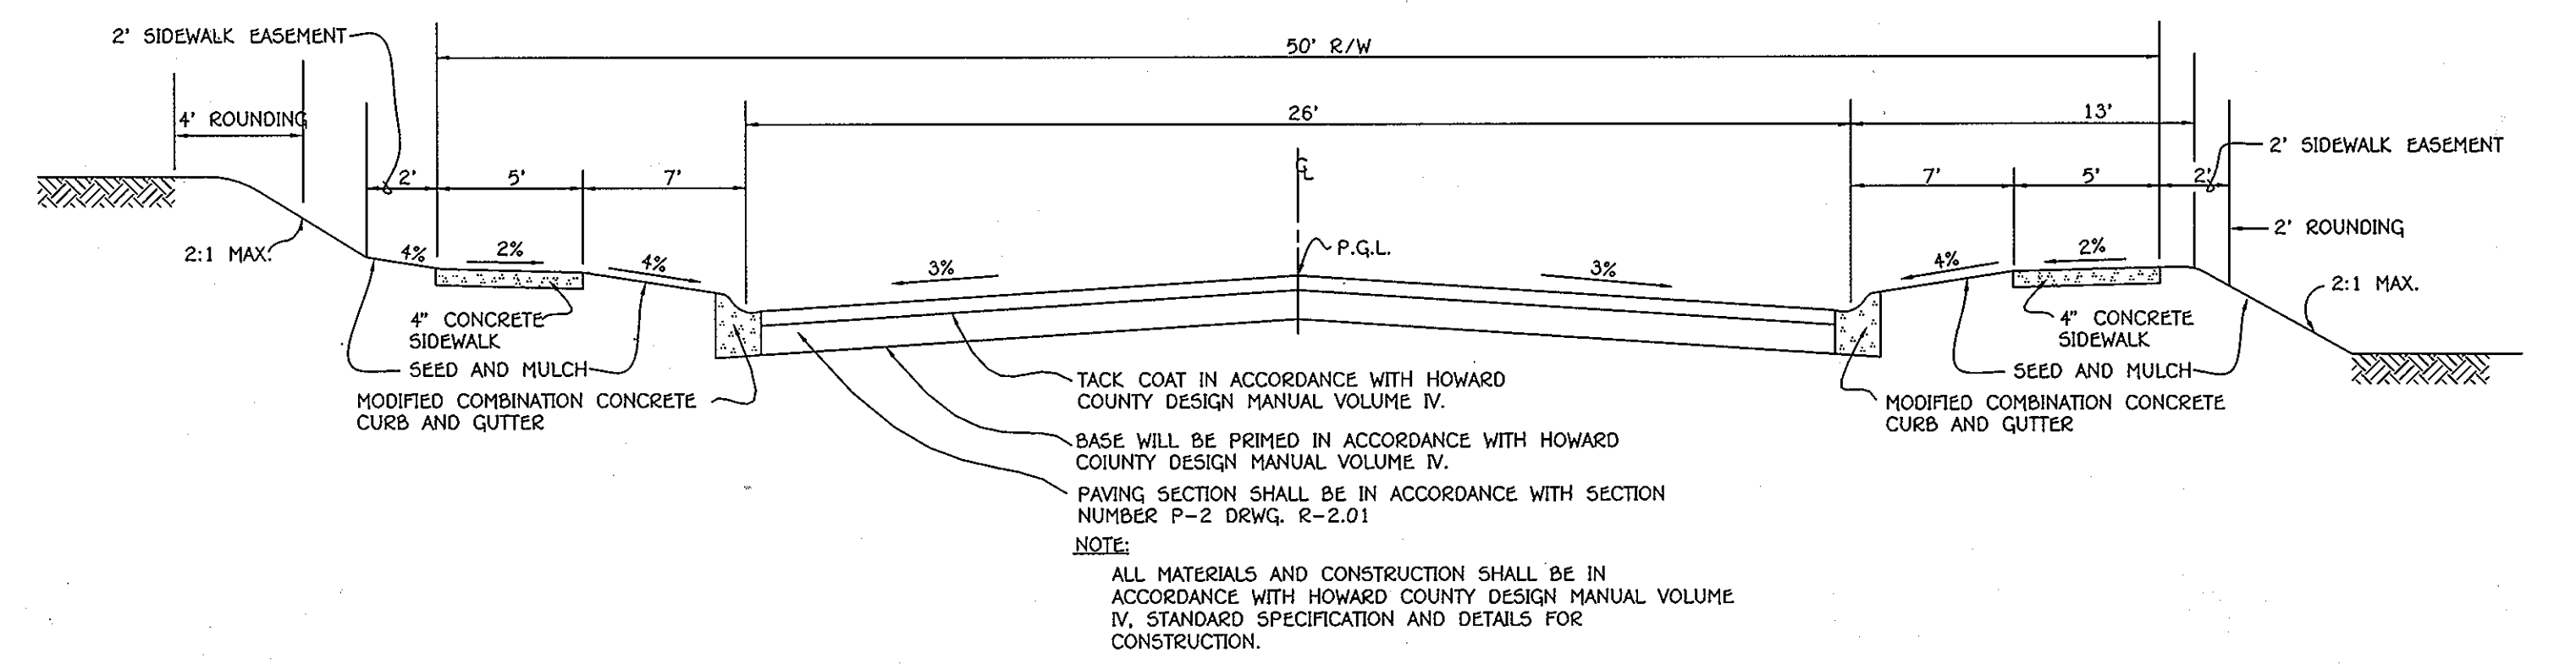 2' SIDEWALK EASEMENT
50' R/W
4' ROUNDING
26'
13'
2' SIDEWALK EASEMENT
2'
5'
7'
℄
7'
5'
2'
2' ROUNDING
2:1 MAX.
4%
2%
4%
3%
P.G.L.
3%
4%
2%
2:1 MAX.
4" CONCRETE
SIDEWALK
SEED AND MULCH
MODIFIED COMBINATION CONCRETE
CURB AND GUTTER
TACK COAT IN ACCORDANCE WITH HOWARD
COUNTY DESIGN MANUAL VOLUME IV.
BASE WILL BE PRIMED IN ACCORDANCE WITH HOWARD
COIUNTY DESIGN MANUAL VOLUME IV.
PAVING SECTION SHALL BE IN ACCORDANCE WITH SECTION
NUMBER P-2 DRWG. R-2.01
4" CONCRETE
SIDEWALK
SEED AND MULCH
MODIFIED COMBINATION CONCRETE
CURB AND GUTTER
NOTE:
ALL MATERIALS AND CONSTRUCTION SHALL BE IN
ACCORDANCE WITH HOWARD COUNTY DESIGN MANUAL VOLUME
IV, STANDARD SPECIFICATION AND DETAILS FOR
CONSTRUCTION.